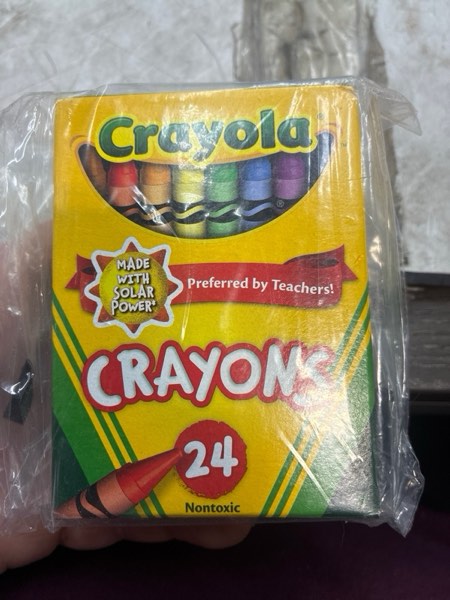 Crayola
MADE
WITH
SOLAR
POWER*
Preferred by Teachers!
CRAYONS
24
Nontoxic